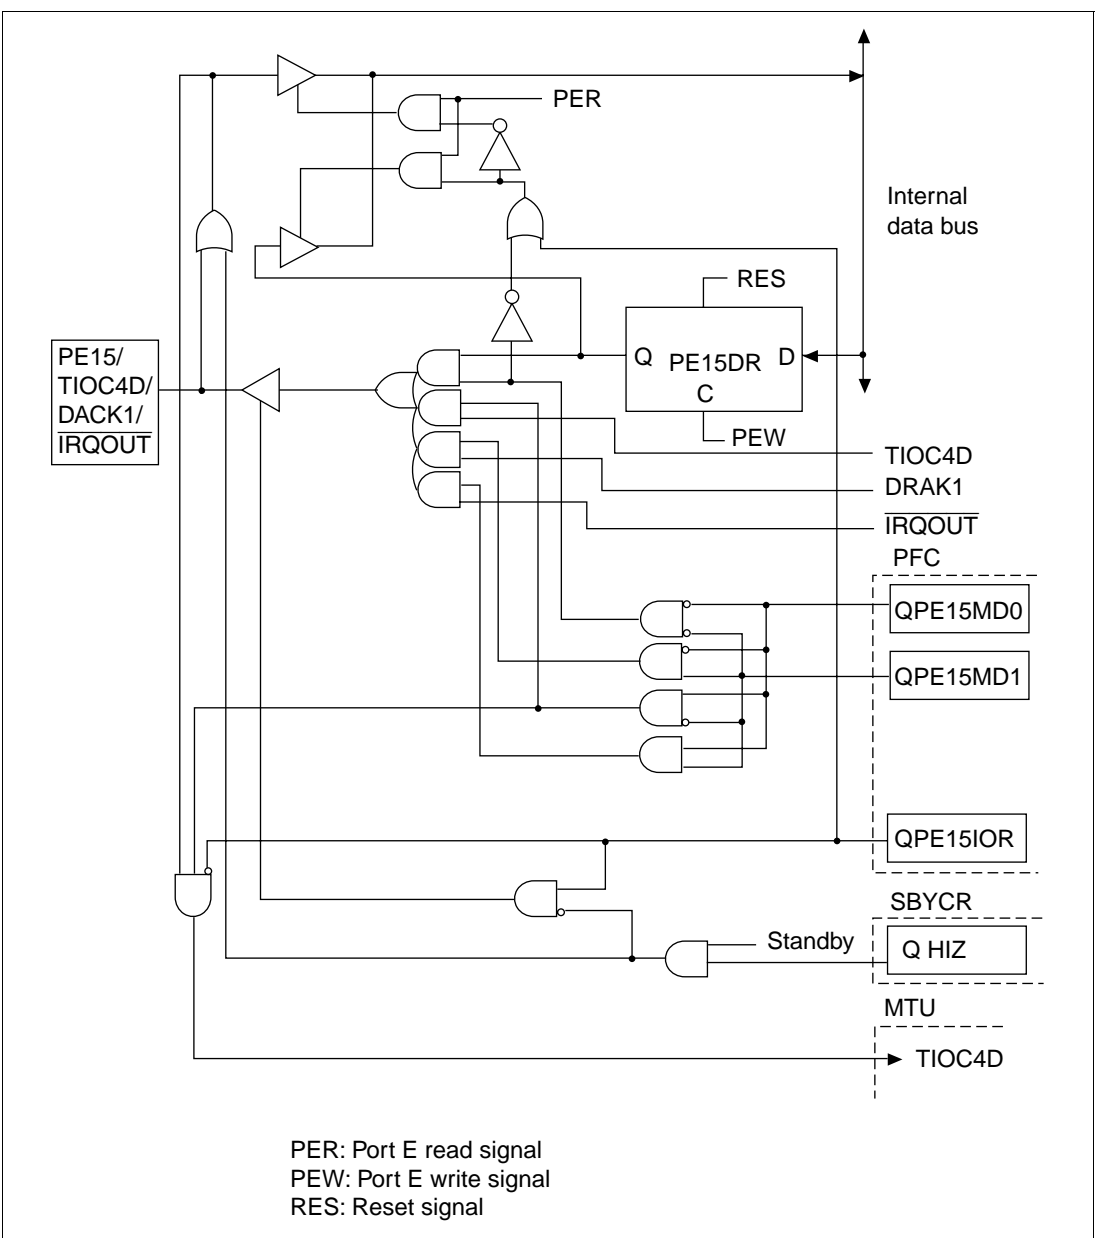 PER
Internal
data bus
RES
PE15/
TIOC4D/
DACK1/
IRQOUT
Q PE15DR D
C
PEW
TIOC4D
DRAK1
IRQOUT
PFC
QPE15MD0
QPE15MD1
QPE15IOR
SBYCR
Standby
Q HIZ
MTU
TIOC4D
PER: Port E read signal
PEW: Port E write signal
RES: Reset signal